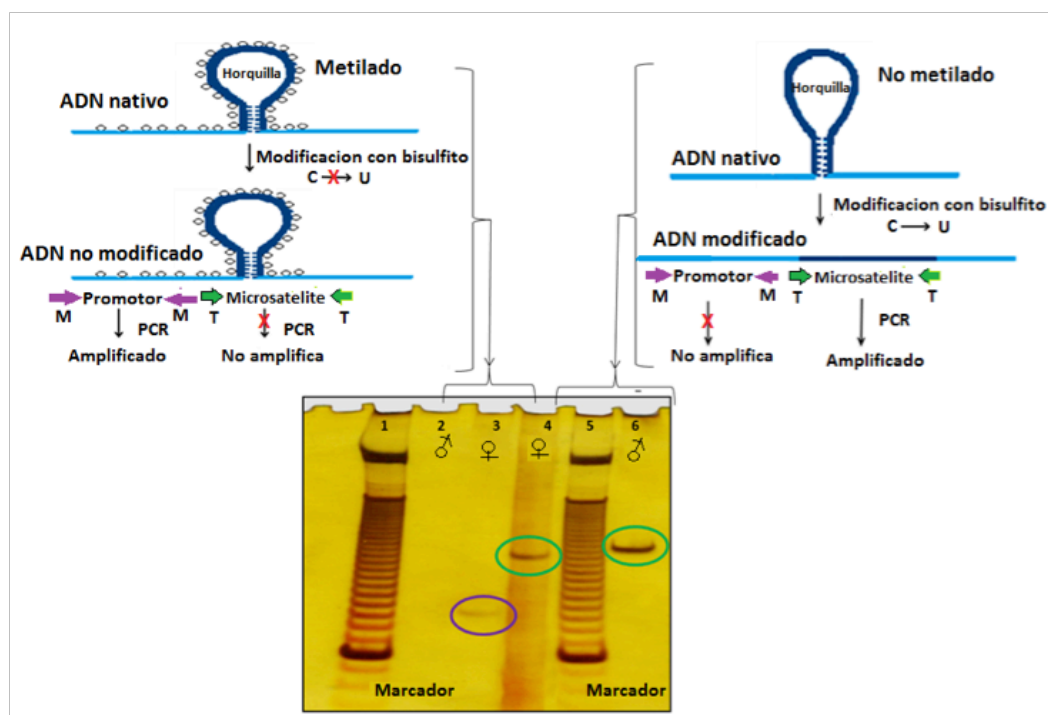 Horquilla
Metilado
ADN nativo
Modificacion con bisulfito
C → U
ADN no modificado
Promotor
Microsatelite
M
M
T
T
PCR
PCR
Amplificado
No amplifica
Horquilla
No metilado
ADN nativo
Modificacion con bisulfito
C → U
ADN modificado
Promotor
Microsatelite
M
M
T
T
PCR
No amplifica
Amplificado
1 2 3 4 5 6
♂ ♀ ♀ ♂
Marcador
Marcador